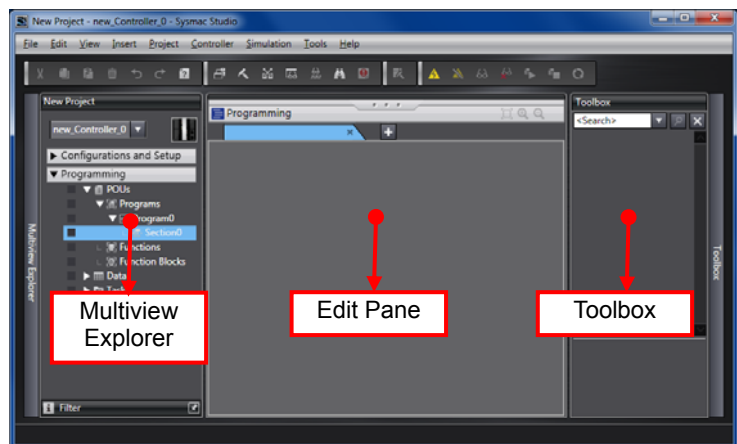 New Project - new_Controller_0 - Sysmac Studio
File Edit View Insert Project Controller Simulation Tools Help
New Project
new_Controller_0
Configurations and Setup
Programming
POUs
Programs
Program0
Section0
Functions
Function Blocks
Data
Filter
Multiview Explorer
Programming
Toolbox
<Search>
Toolbox
Multiview
Explorer
Edit Pane
Toolbox